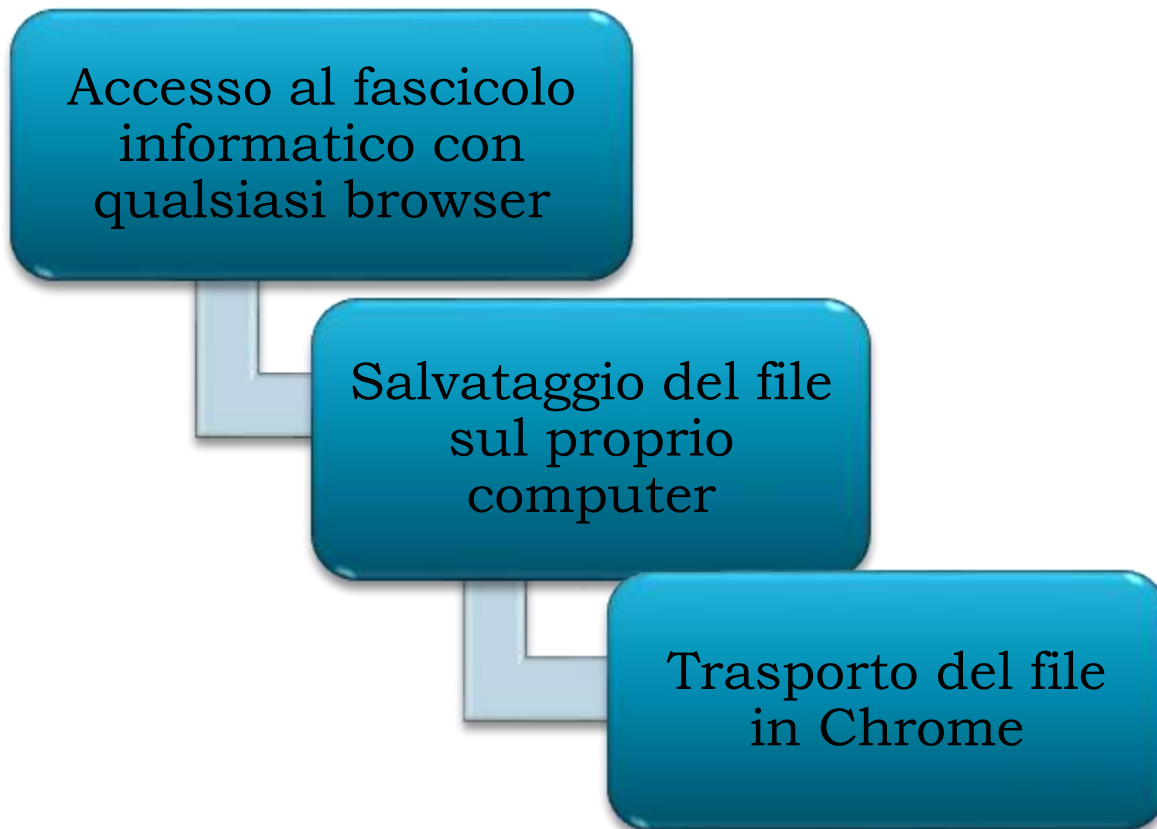 Accesso al fascicolo
informatico con
qualsiasi browser
Salvataggio del file
sul proprio
computer
Trasporto del file
in Chrome